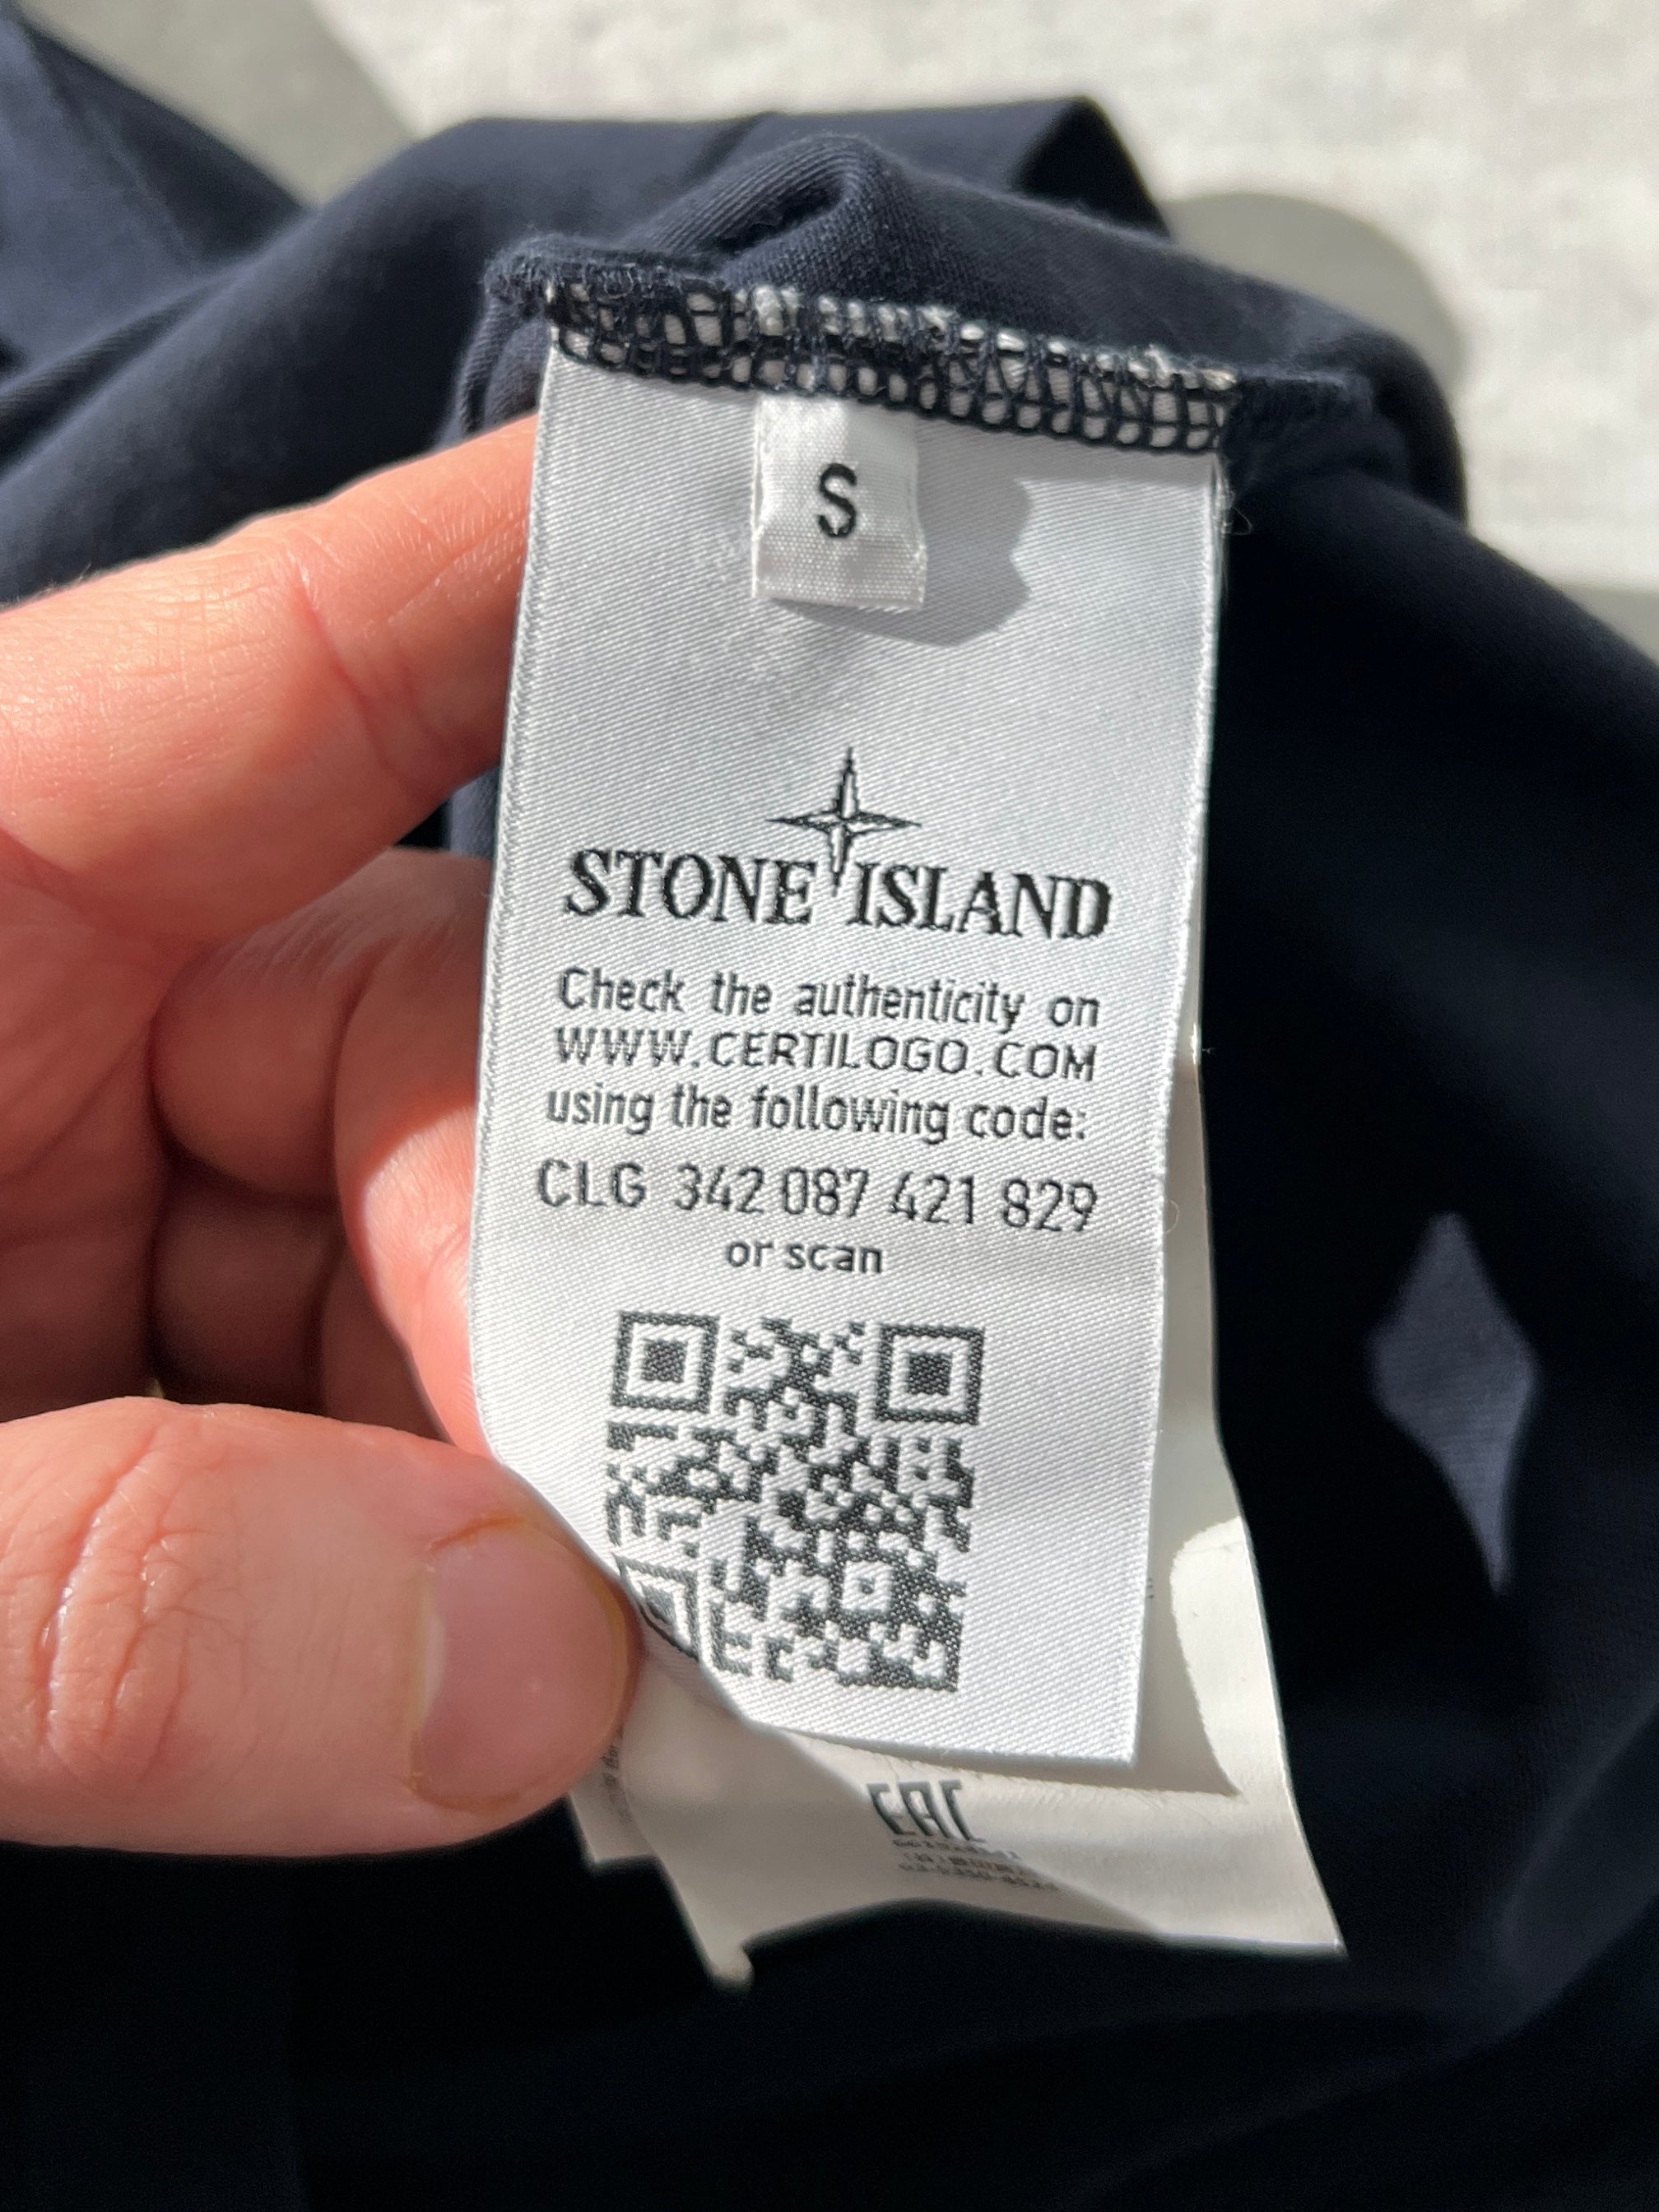 S
STONE ISLAND
Check the authenticity on
WWW.CERTILOGO.COM
using the following code:
CLG 342 087 421 829
or scan
EAC